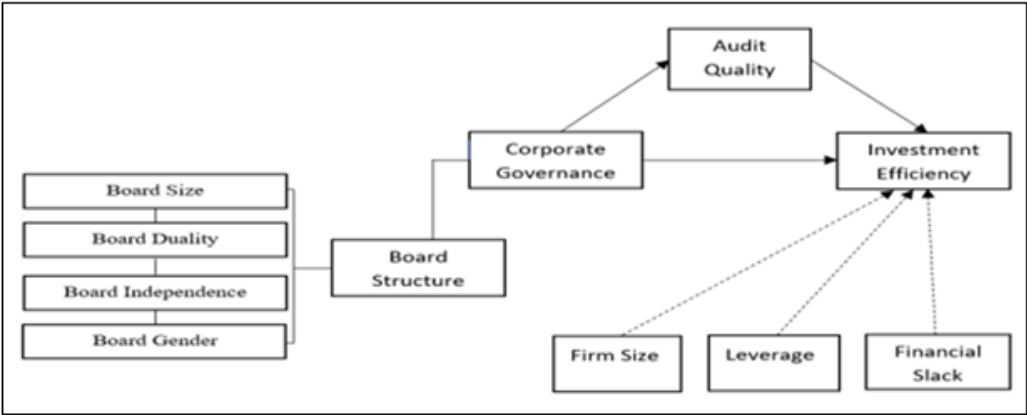 Audit
Quality
Corporate
Governance
Investment
Efficiency
Board Size
Board Duality
Board Independence
Board Gender
Board
Structure
Firm Size
Leverage
Financial
Slack